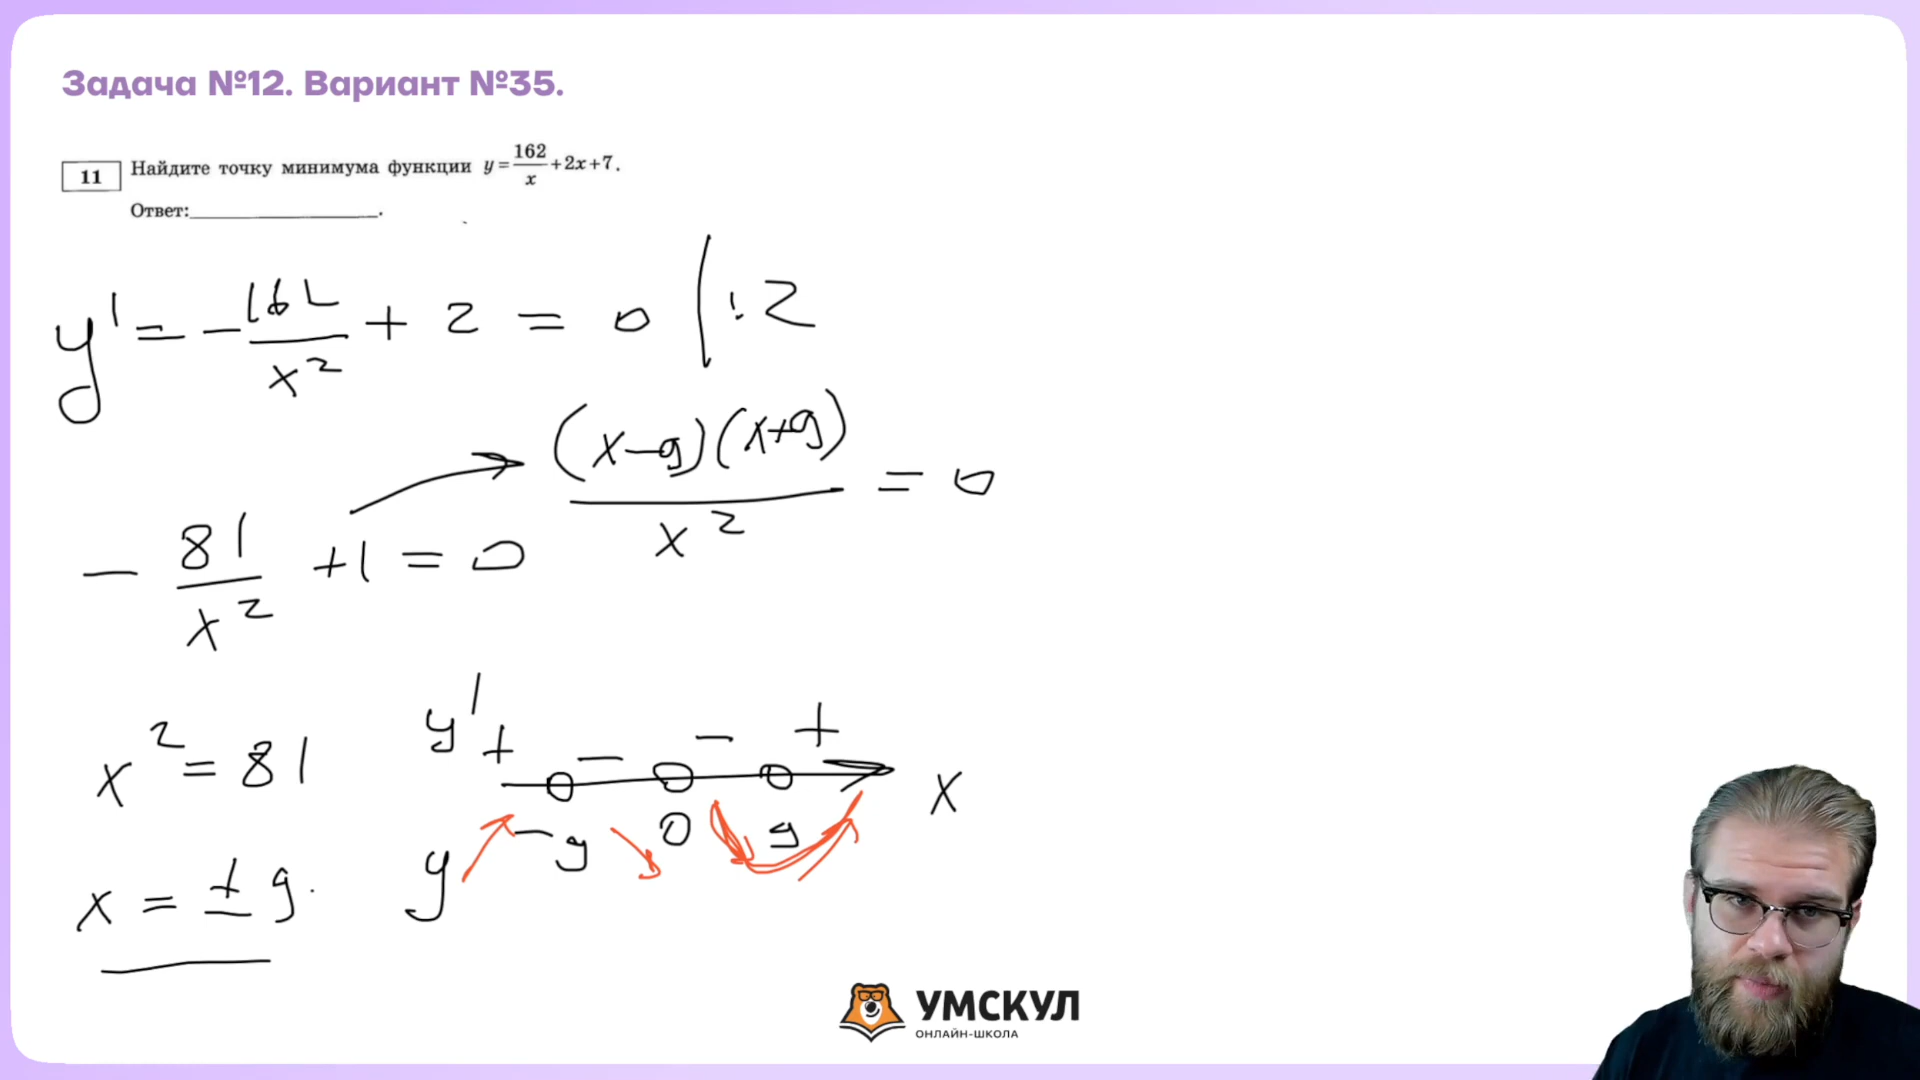 Задача №12. Вариант №35.
11 Найдите точку минимума функции y = 162/x + 2x + 7.
Ответ: ____________.
y' = - 162/x² + 2 = 0 | : 2
(x-9)(x+9)/x² = 0
- 81/x² + 1 = 0
x² = 81
y' + - - +
-9 0 9 x
y
x = ± 9.
УМСКУЛ
ОНЛАЙН-ШКОЛА